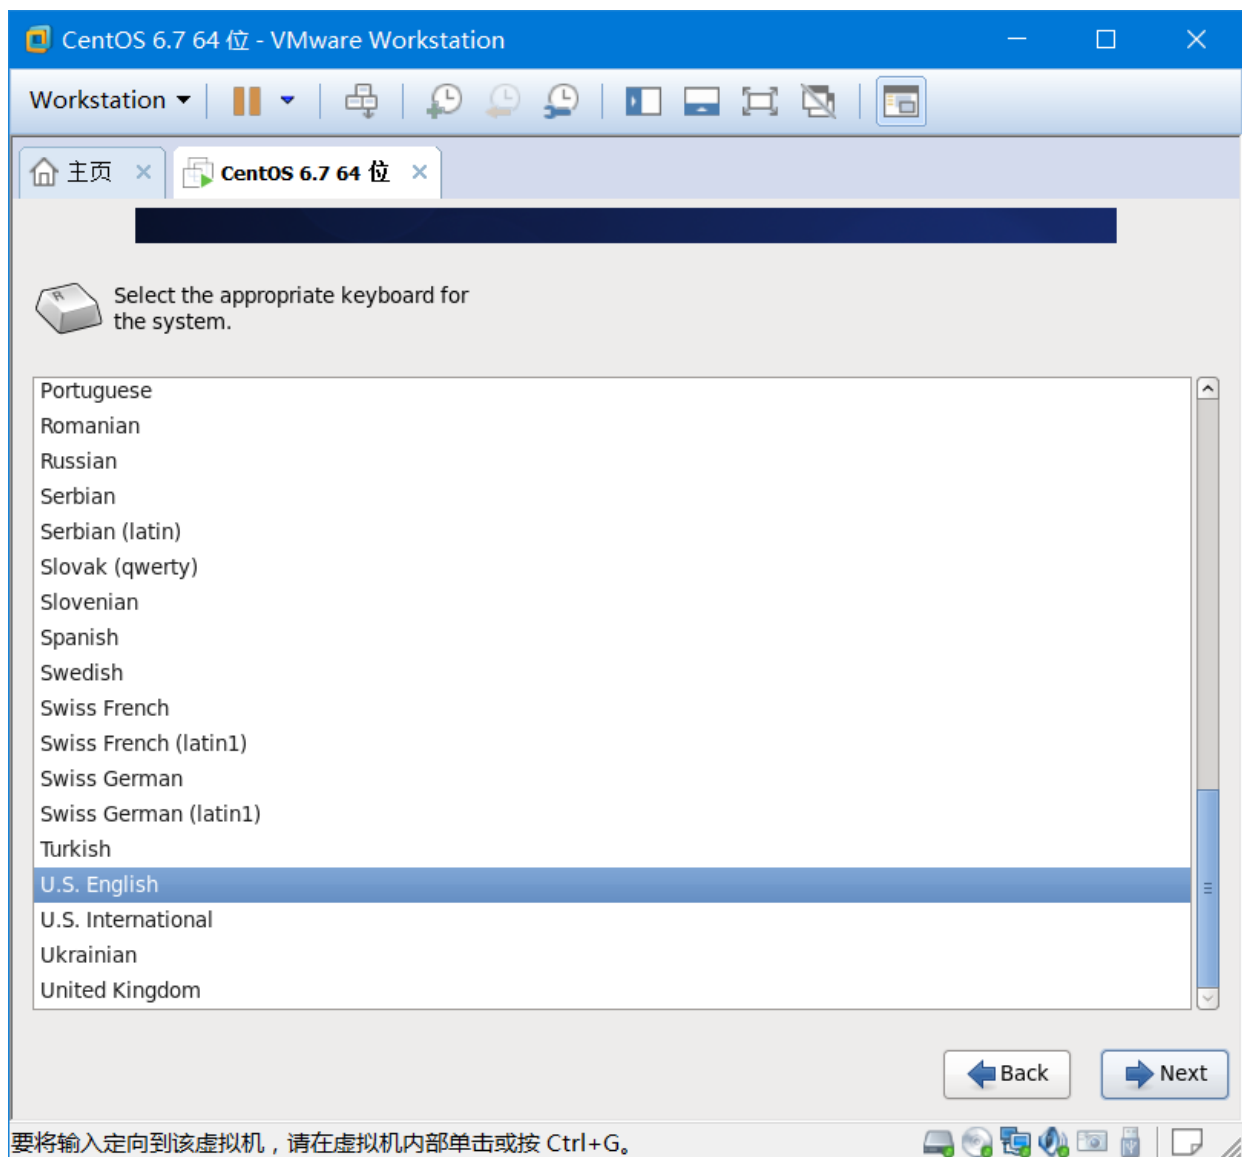 CentOS 6.7 64 位 - VMware Workstation
Workstation
主页
CentOS 6.7 64 位
R
Select the appropriate keyboard for
the system.
Portuguese
Romanian
Russian
Serbian
Serbian (latin)
Slovak (qwerty)
Slovenian
Spanish
Swedish
Swiss French
Swiss French (latin1)
Swiss German
Swiss German (latin1)
Turkish
U.S. English
U.S. International
Ukrainian
United Kingdom
Back
Next
要将输入定向到该虚拟机，请在虚拟机内部单击或按 Ctrl+G。